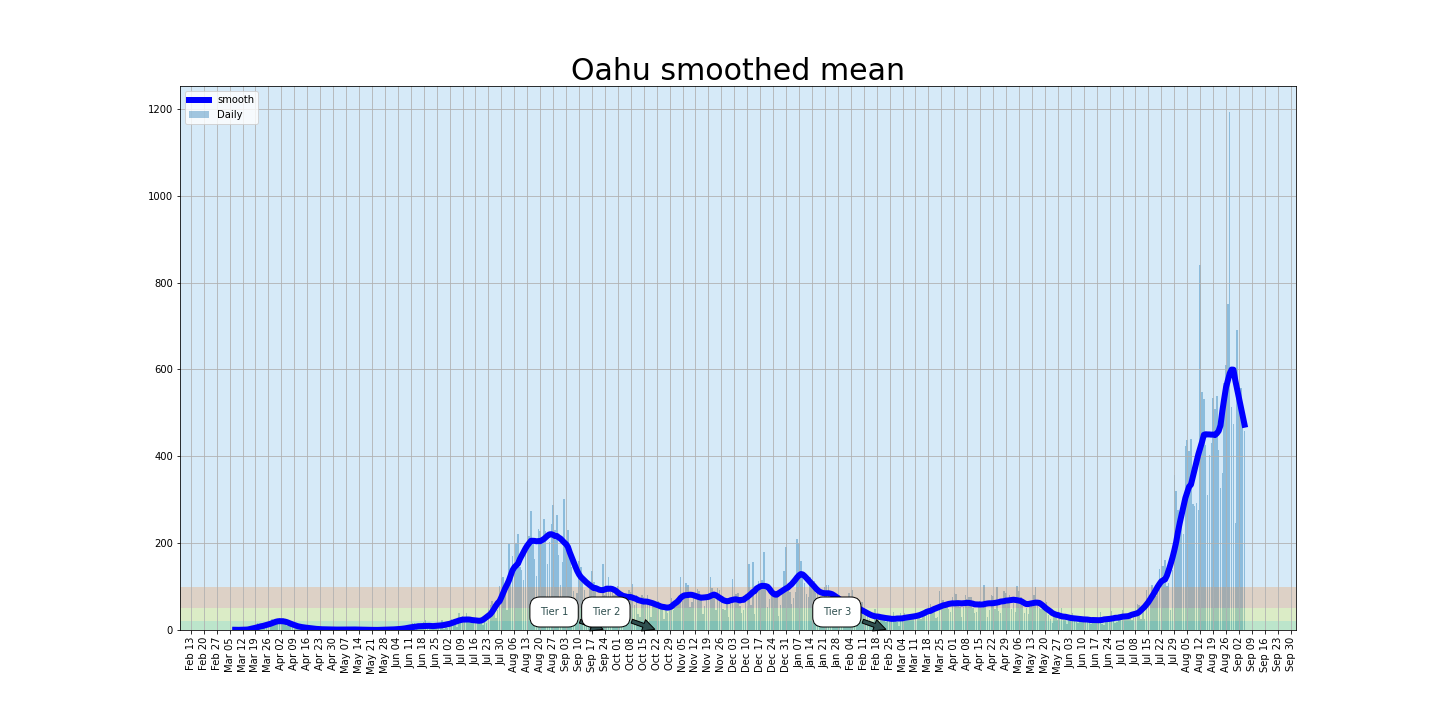 Oahu smoothed mean
smooth
Daily
1200
1000
800
600
400
200
0
Tier 1
Tier 2
Tier 3
Feb 13
Feb 20
Feb 27
Mar 05
Mar 12
Mar 19
Mar 26
Apr 02
Apr 09
Apr 16
Apr 23
Apr 30
May 07
May 14
May 21
May 28
Jun 04
Jun 11
Jun 18
Jun 25
Jul 02
Jul 09
Jul 16
Jul 23
Jul 30
Aug 06
Aug 13
Aug 20
Aug 27
Sep 03
Sep 10
Sep 17
Sep 24
Oct 01
Oct 08
Oct 15
Oct 22
Oct 29
Nov 05
Nov 12
Nov 19
Nov 26
Dec 03
Dec 10
Dec 17
Dec 24
Dec 31
Jan 07
Jan 14
Jan 21
Jan 28
Feb 04
Feb 11
Feb 18
Feb 25
Mar 04
Mar 11
Mar 18
Mar 25
Apr 01
Apr 08
Apr 15
Apr 22
Apr 29
May 06
May 13
May 20
May 27
Jun 03
Jun 10
Jun 17
Jun 24
Jul 01
Jul 08
Jul 15
Jul 22
Jul 29
Aug 05
Aug 12
Aug 19
Aug 26
Sep 02
Sep 09
Sep 16
Sep 23
Sep 30